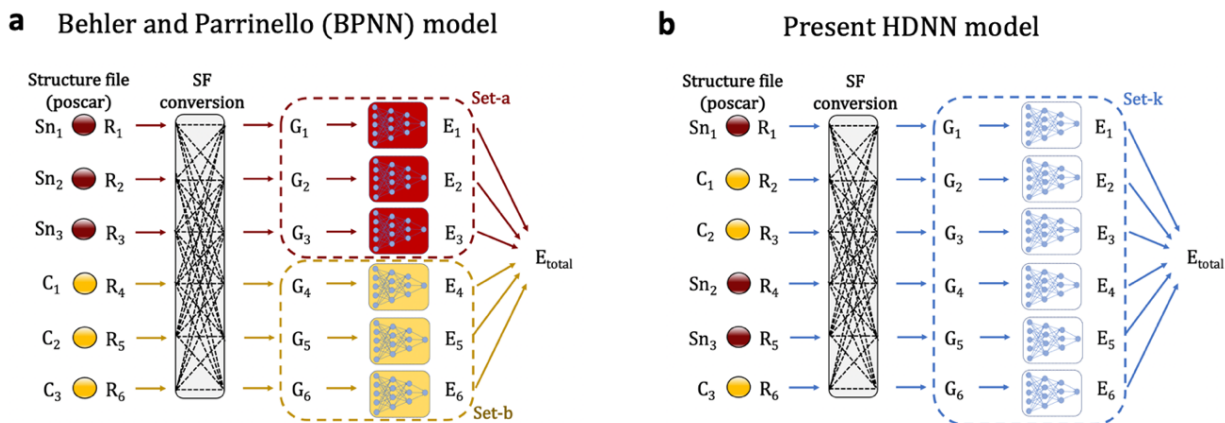 a Behler and Parrinello (BPNN) model
Structure file
(poscar)
SF
conversion
Set-a
Sn₁ R₁ G₁ E₁
Sn₂ R₂ G₂ E₂
Sn₃ R₃ G₃ E₃
E_total
C₁ R₄ G₄ E₄
C₂ R₅ G₅ E₅
C₃ R₆ G₆ E₆
Set-b
b Present HDNN model
Structure file
(poscar)
SF
conversion
Set-k
Sn₁ R₁ G₁ E₁
C₁ R₂ G₂ E₂
C₂ R₃ G₃ E₃
E_total
Sn₂ R₄ G₄ E₄
Sn₃ R₅ G₅ E₅
C₃ R₆ G₆ E₆